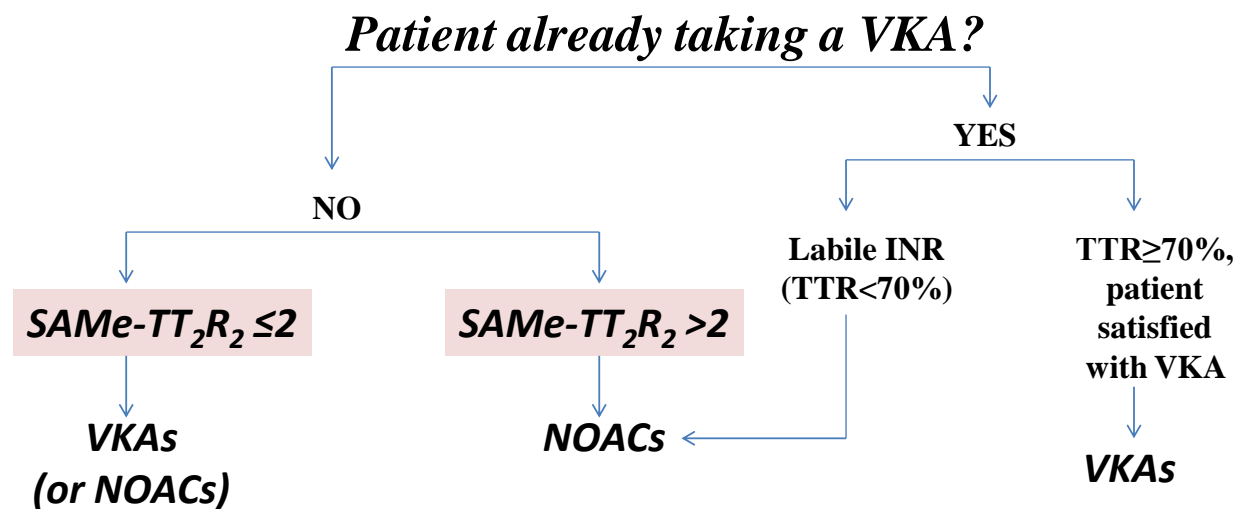 Patient already taking a VKA?
YES
NO
Labile INR
(TTR<70%)
TTR≥70%,
patient
satisfied
with VKA
SAMe-TT₂R₂ ≤2
SAMe-TT₂R₂ >2
VKAs
(or NOACs)
NOACs
VKAs